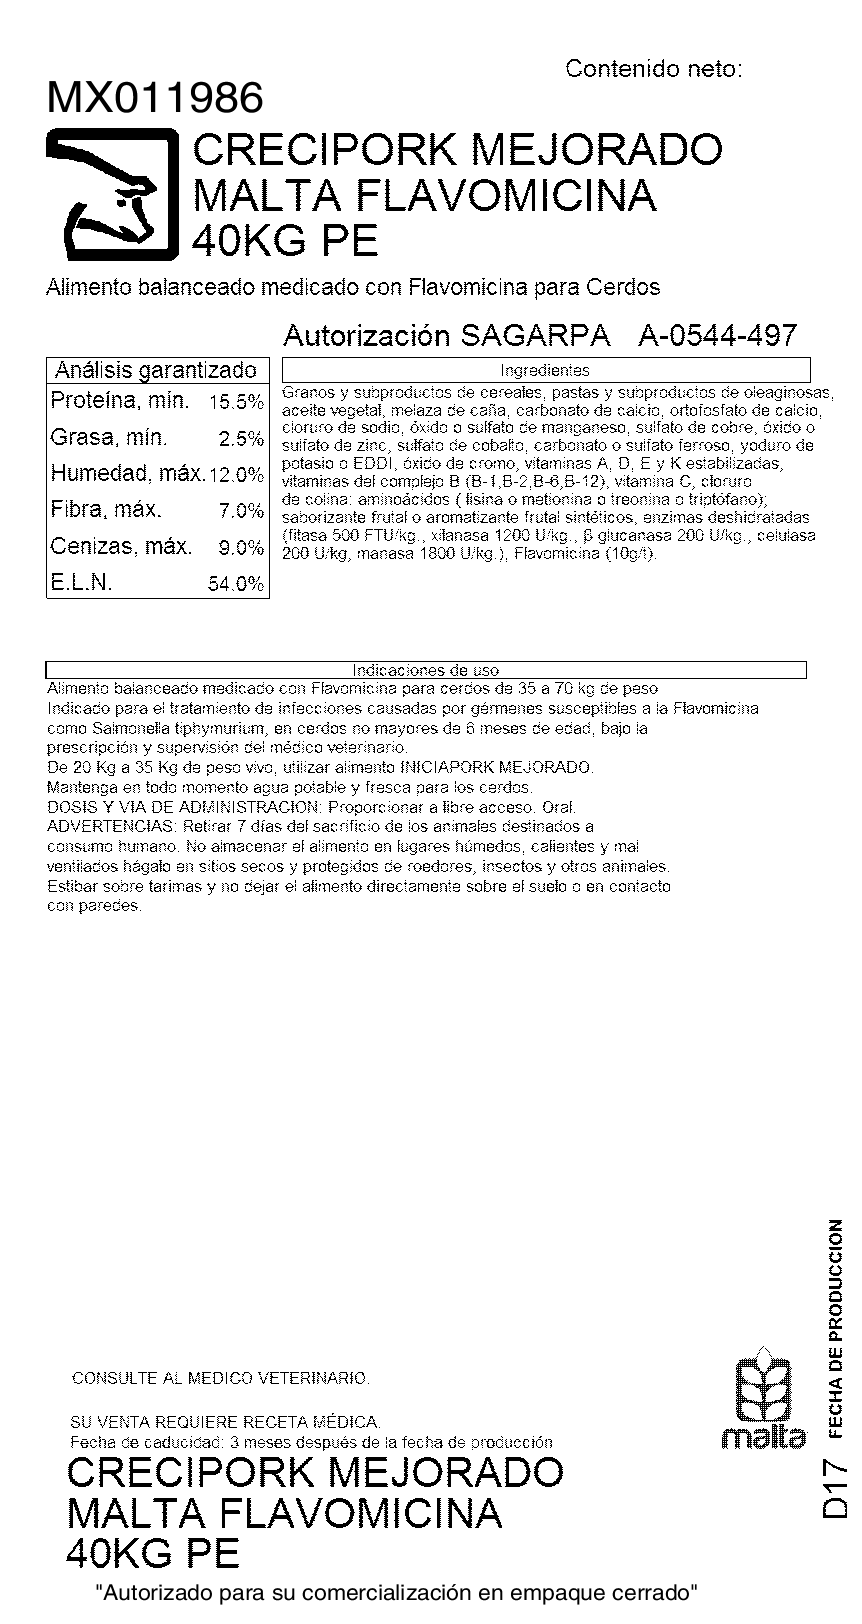 Contenido neto:
MX011986
CRECIPORK MEJORADO
MALTA FLAVOMICINA
40KG PE
Alimento balanceado medicado con Flavomicina para Cerdos
Autorización SAGARPA A-0544-497
Análisis garantizado
Proteína, mín. 15.5%
Grasa, mín. 2.5%
Humedad, máx. 12.0%
Fibra, máx. 7.0%
Cenizas, máx. 9.0%
E.L.N. 54.0%
Ingredientes
Granos y subproductos de cereales, pastas y subproductos de oleaginosas,
aceite vegetal, melaza de caña, carbonato de calcio, ortofosfato de calcio,
cloruro de sodio, óxido o sulfato de manganeso, sulfato de cobre, óxido o
sulfato de zinc, sulfato de cobalto, carbonato o sulfato ferroso, yoduro de
potasio o EDDI, óxido de cromo, vitaminas A, D, E y K estabilizadas,
vitaminas del complejo B (B-1,B-2,B-6,B-12), vitamina C, cloruro
de colina; aminoácidos ( lisina o metionina o treonina o triptófano);
saborizante frutal o aromatizante frutal sintéticos, enzimas deshidratadas
(fitasa 500 FTU/kg., xilanasa 1200 U/kg., β glucanasa 200 U/kg., celulasa
200 U/kg, manasa 1800 U/kg.), Flavomicina (10g/t).
Indicaciones de uso
Alimento balanceado medicado con Flavomicina para cerdos de 35 a 70 kg de peso
Indicado para el tratamiento de infecciones causadas por gérmenes susceptibles a la Flavomicina
como Salmonella tiphymurium, en cerdos no mayores de 6 meses de edad, bajo la
prescripción y supervisión del médico veterinario.
De 20 Kg a 35 Kg de peso vivo, utilizar alimento INICIAPORK MEJORADO.
Mantenga en todo momento agua potable y fresca para los cerdos.
DOSIS Y VIA DE ADMINISTRACION: Proporcionar a libre acceso. Oral.
ADVERTENCIAS: Retirar 7 días del sacrificio de los animales destinados a
consumo humano. No almacenar el alimento en lugares húmedos, calientes y mal
ventilados hágalo en sitios secos y protegidos de roedores, insectos y otros animales.
Estibar sobre tarimas y no dejar el alimento directamente sobre el suelo o en contacto
con paredes.
FECHA DE PRODUCCION
D17
malta
CONSULTE AL MEDICO VETERINARIO.
SU VENTA REQUIERE RECETA MÉDICA.
Fecha de caducidad: 3 meses después de la fecha de producción
CRECIPORK MEJORADO
MALTA FLAVOMICINA
40KG PE
"Autorizado para su comercialización en empaque cerrado"